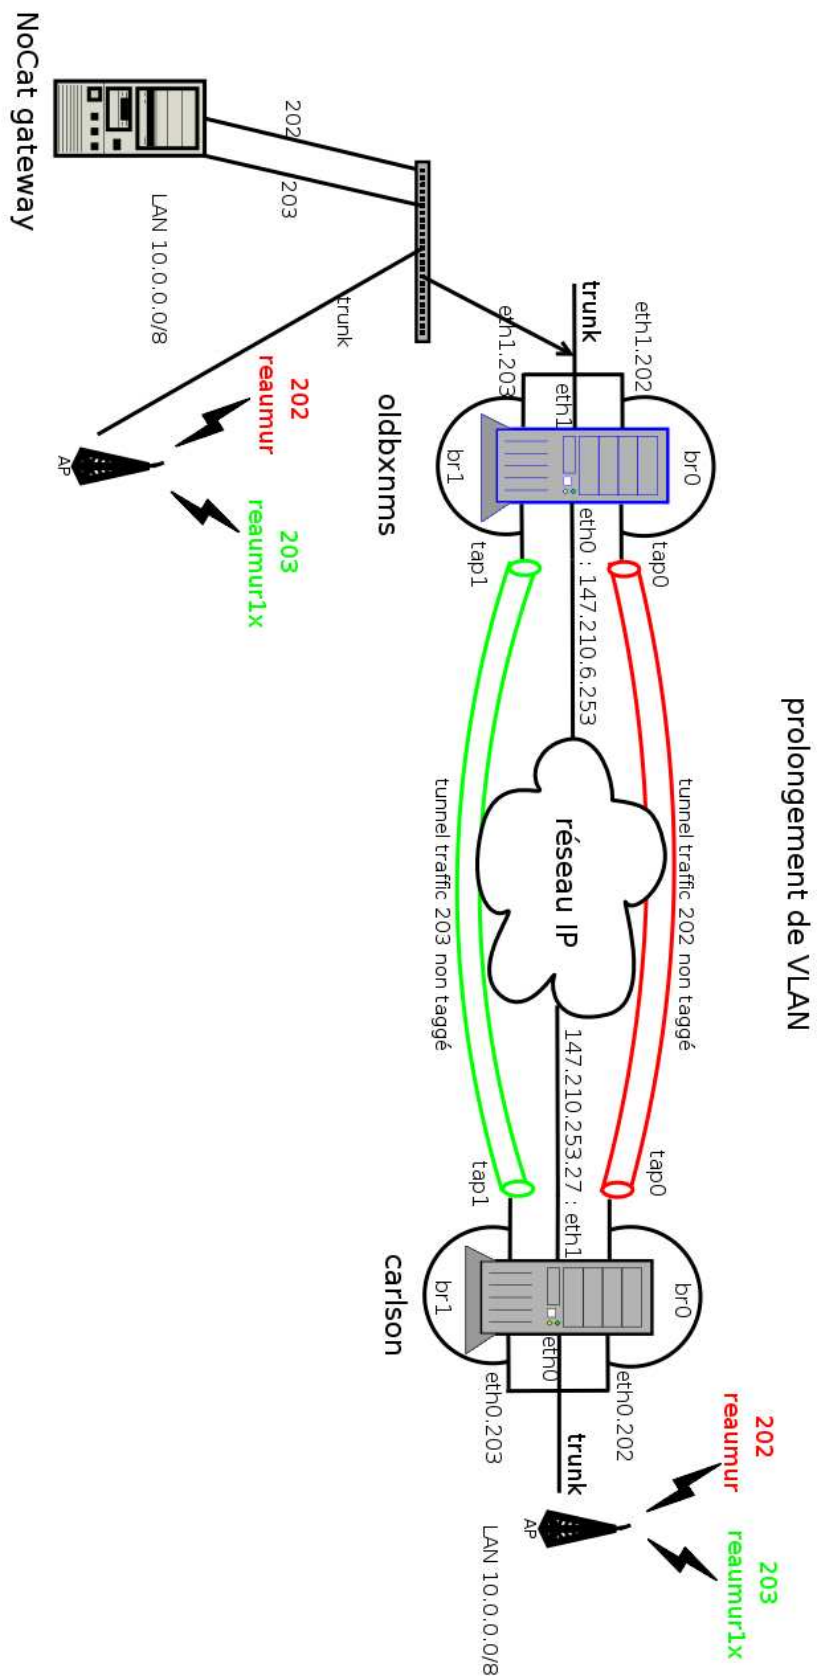 prolongement de VLAN
NoCat gateway
202
203
LAN 10.0.0.0/8
trunk
202
reaumur
203
reaumur1x
AP
trunk
eth1.202
eth1.203
eth1
br0
br1
oldbxnms
eth0 : 147.210.6.253
tap0
tap1
tunnel traffic 202 non taggé
réseau IP
tunnel traffic 203 non taggé
147.210.253.27 : eth1
tap0
tap1
br0
br1
carlson
eth0
eth0.202
eth0.203
trunk
202
reaumur
203
reaumur1x
AP
LAN 10.0.0.0/8